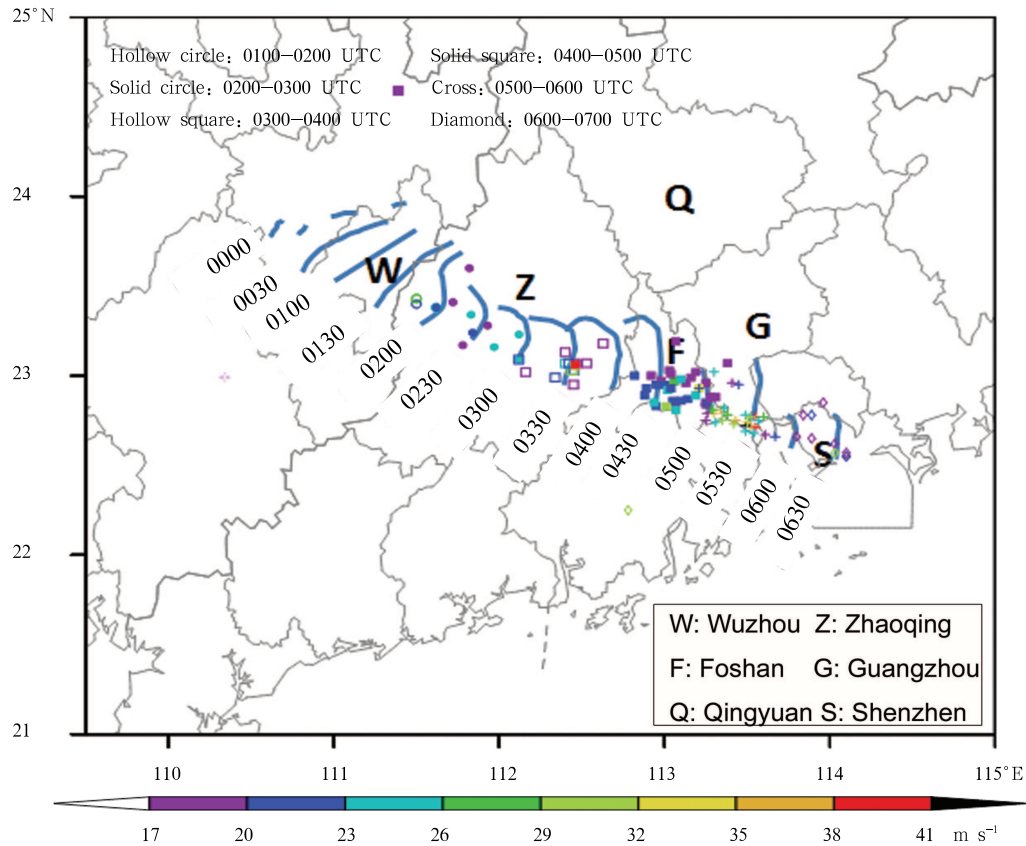 25°N
Hollow circle: 0100−0200 UTC Solid square: 0400−0500 UTC
Solid circle: 0200−0300 UTC Cross: 0500−0600 UTC
Hollow square: 0300−0400 UTC Diamond: 0600−0700 UTC
24
Q
W
Z
G
F
S
0000
0030
0100
0130
0200
0230
0300
0330
0400
0430
0500
0530
0600
0630
23
22
21
W: Wuzhou Z: Zhaoqing
F: Foshan G: Guangzhou
Q: Qingyuan S: Shenzhen
110 111 112 113 114 115°E
17 20 23 26 29 32 35 38 41 m s⁻¹